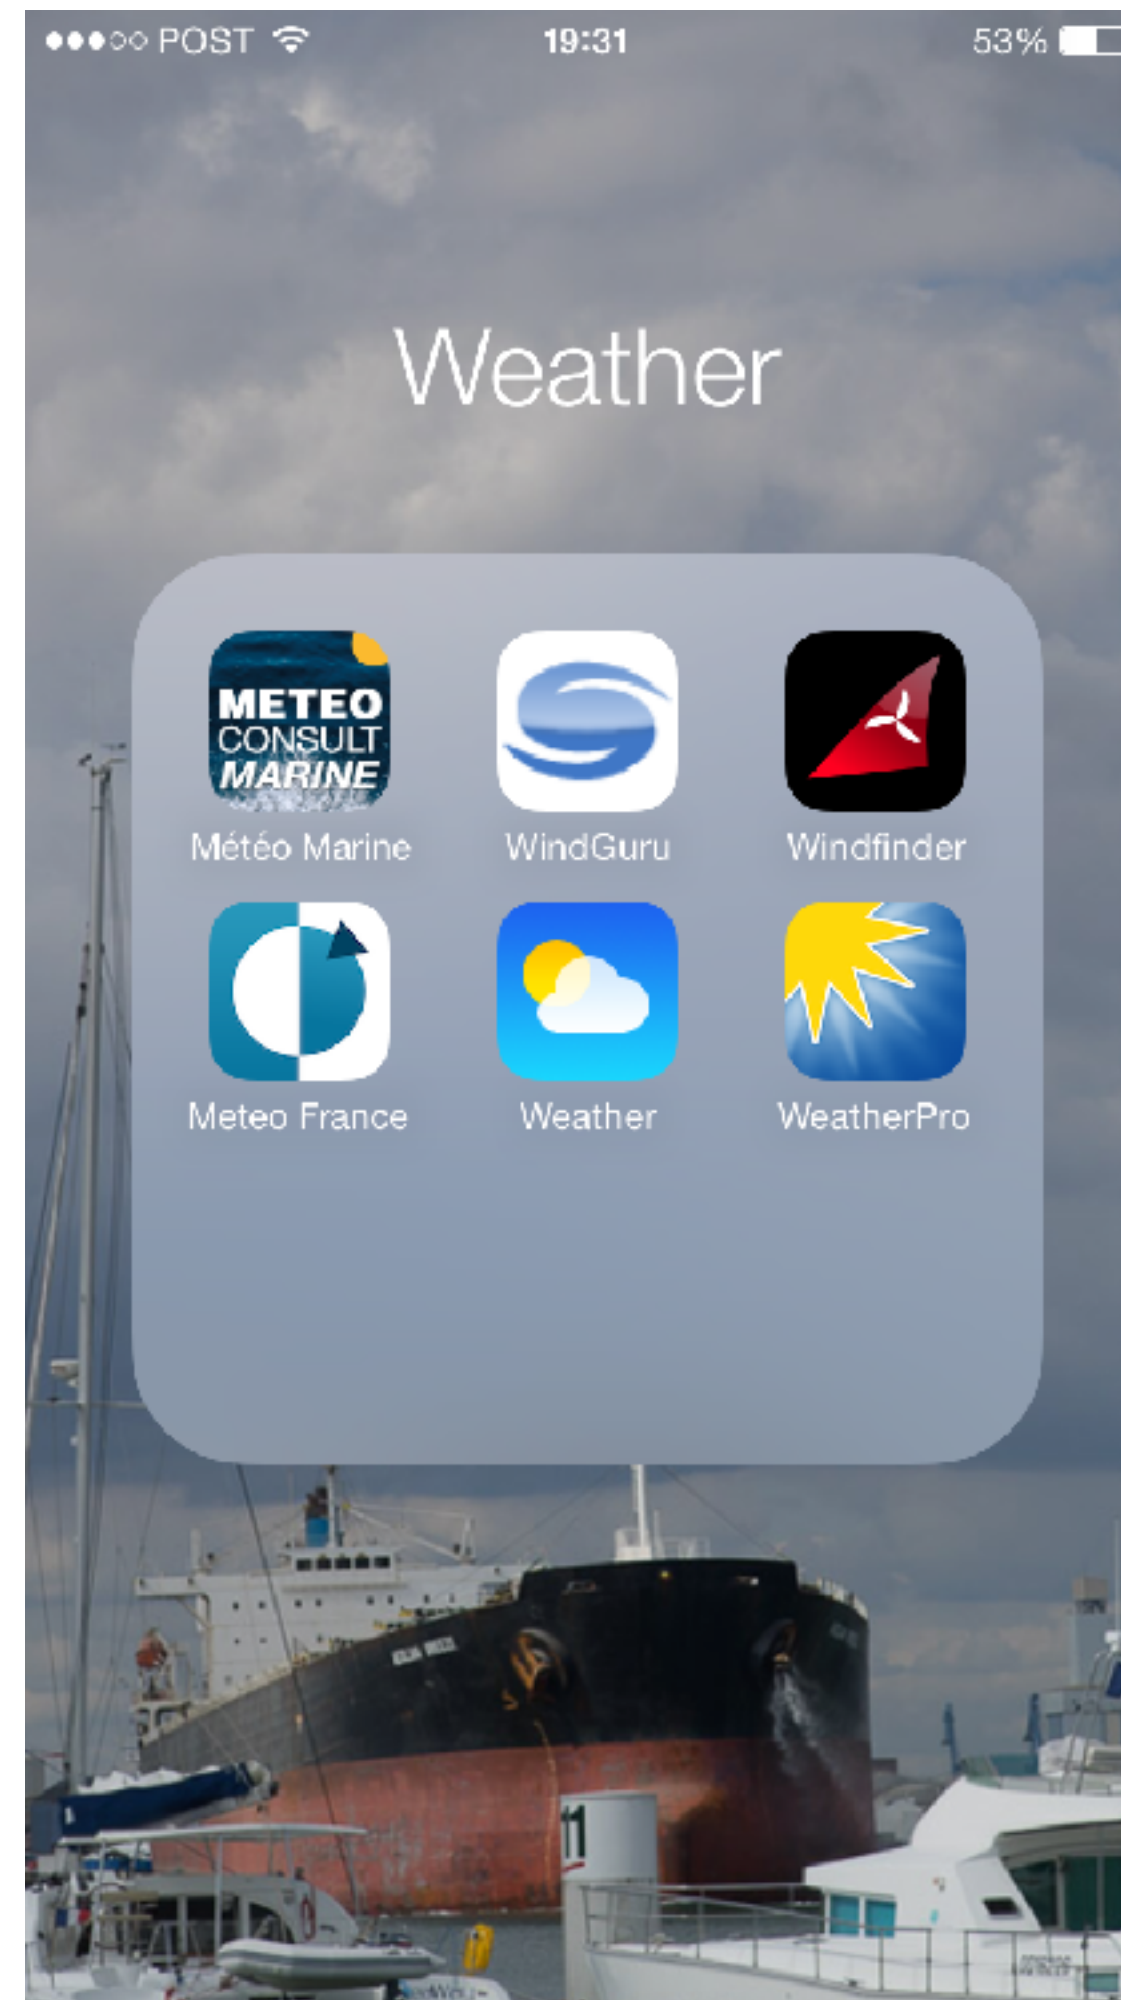 POST 19:31 53%
Weather
METEO
CONSULT
MARINE
Météo Marine WindGuru Windfinder
Meteo France Weather WeatherPro
11